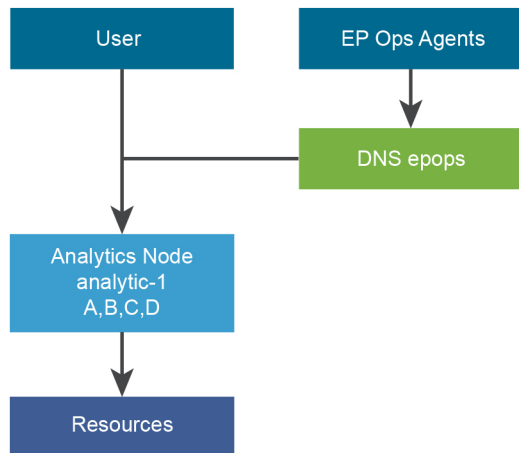 User
EP Ops Agents
DNS epops
Analytics Node
analytic-1
A,B,C,D
Resources